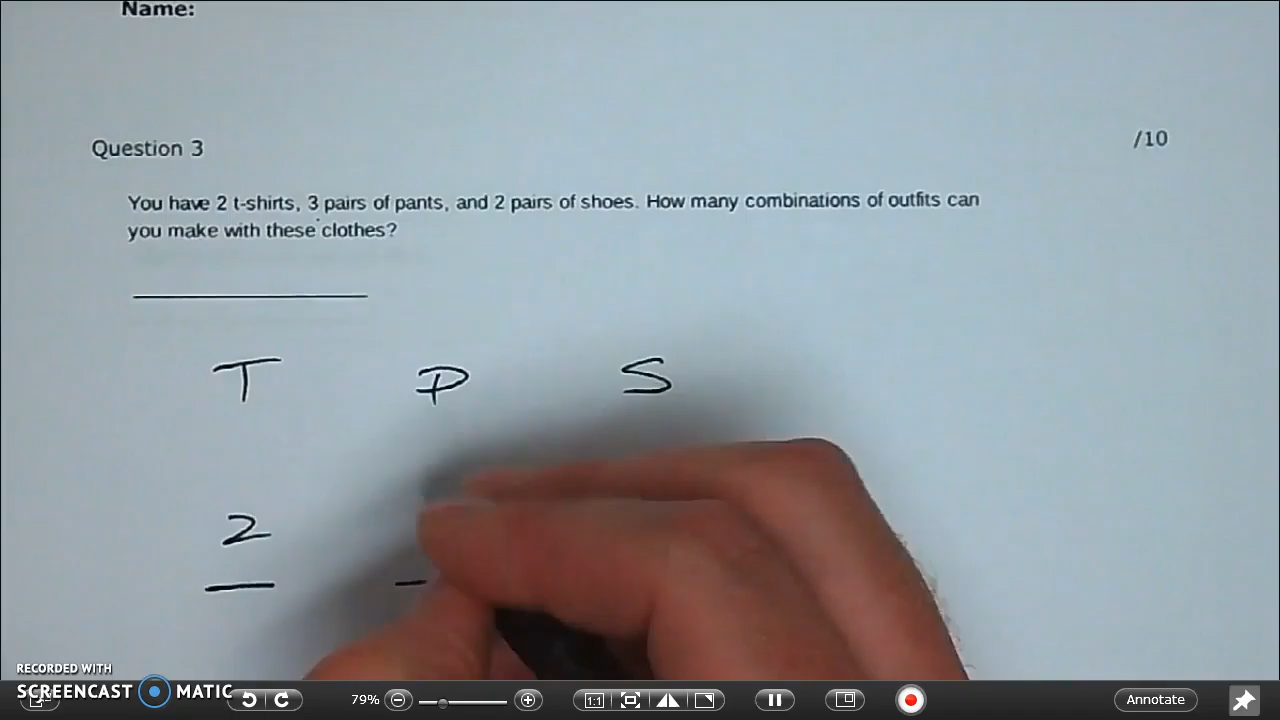 Name:
Question 3
/10
You have 2 t-shirts, 3 pairs of pants, and 2 pairs of shoes. How many combinations of outfits can
you make with these clothes?
T P S
2
RECORDED WITH
SCREENCAST MATIC
79%
1:1
Annotate